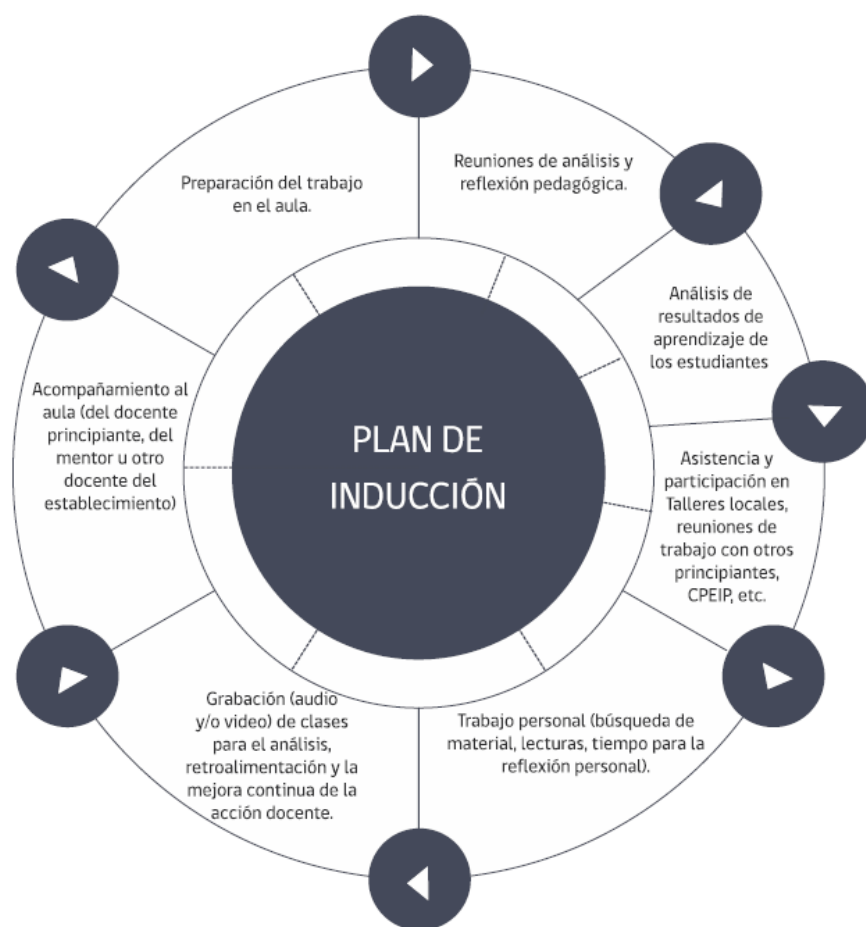 Preparación del trabajo
en el aula.
Reuniones de análisis y
reflexión pedagógica.
Análisis de
resultados de
aprendizaje de
los estudiantes
Asistencia y
participación en
Talleres locales,
reuniones de
trabajo con otros
principiantes,
CPEIP, etc.
Trabajo personal (búsqueda de
material, lecturas, tiempo para la
reflexión personal).
Grabación (audio
y/o video) de clases
para el análisis,
retroalimentación y la
mejora continua de la
acción docente.
Acompañamiento al
aula (del docente
principiante, del
mentor u otro
docente del
establecimiento)
PLAN DE
INDUCCIÓN